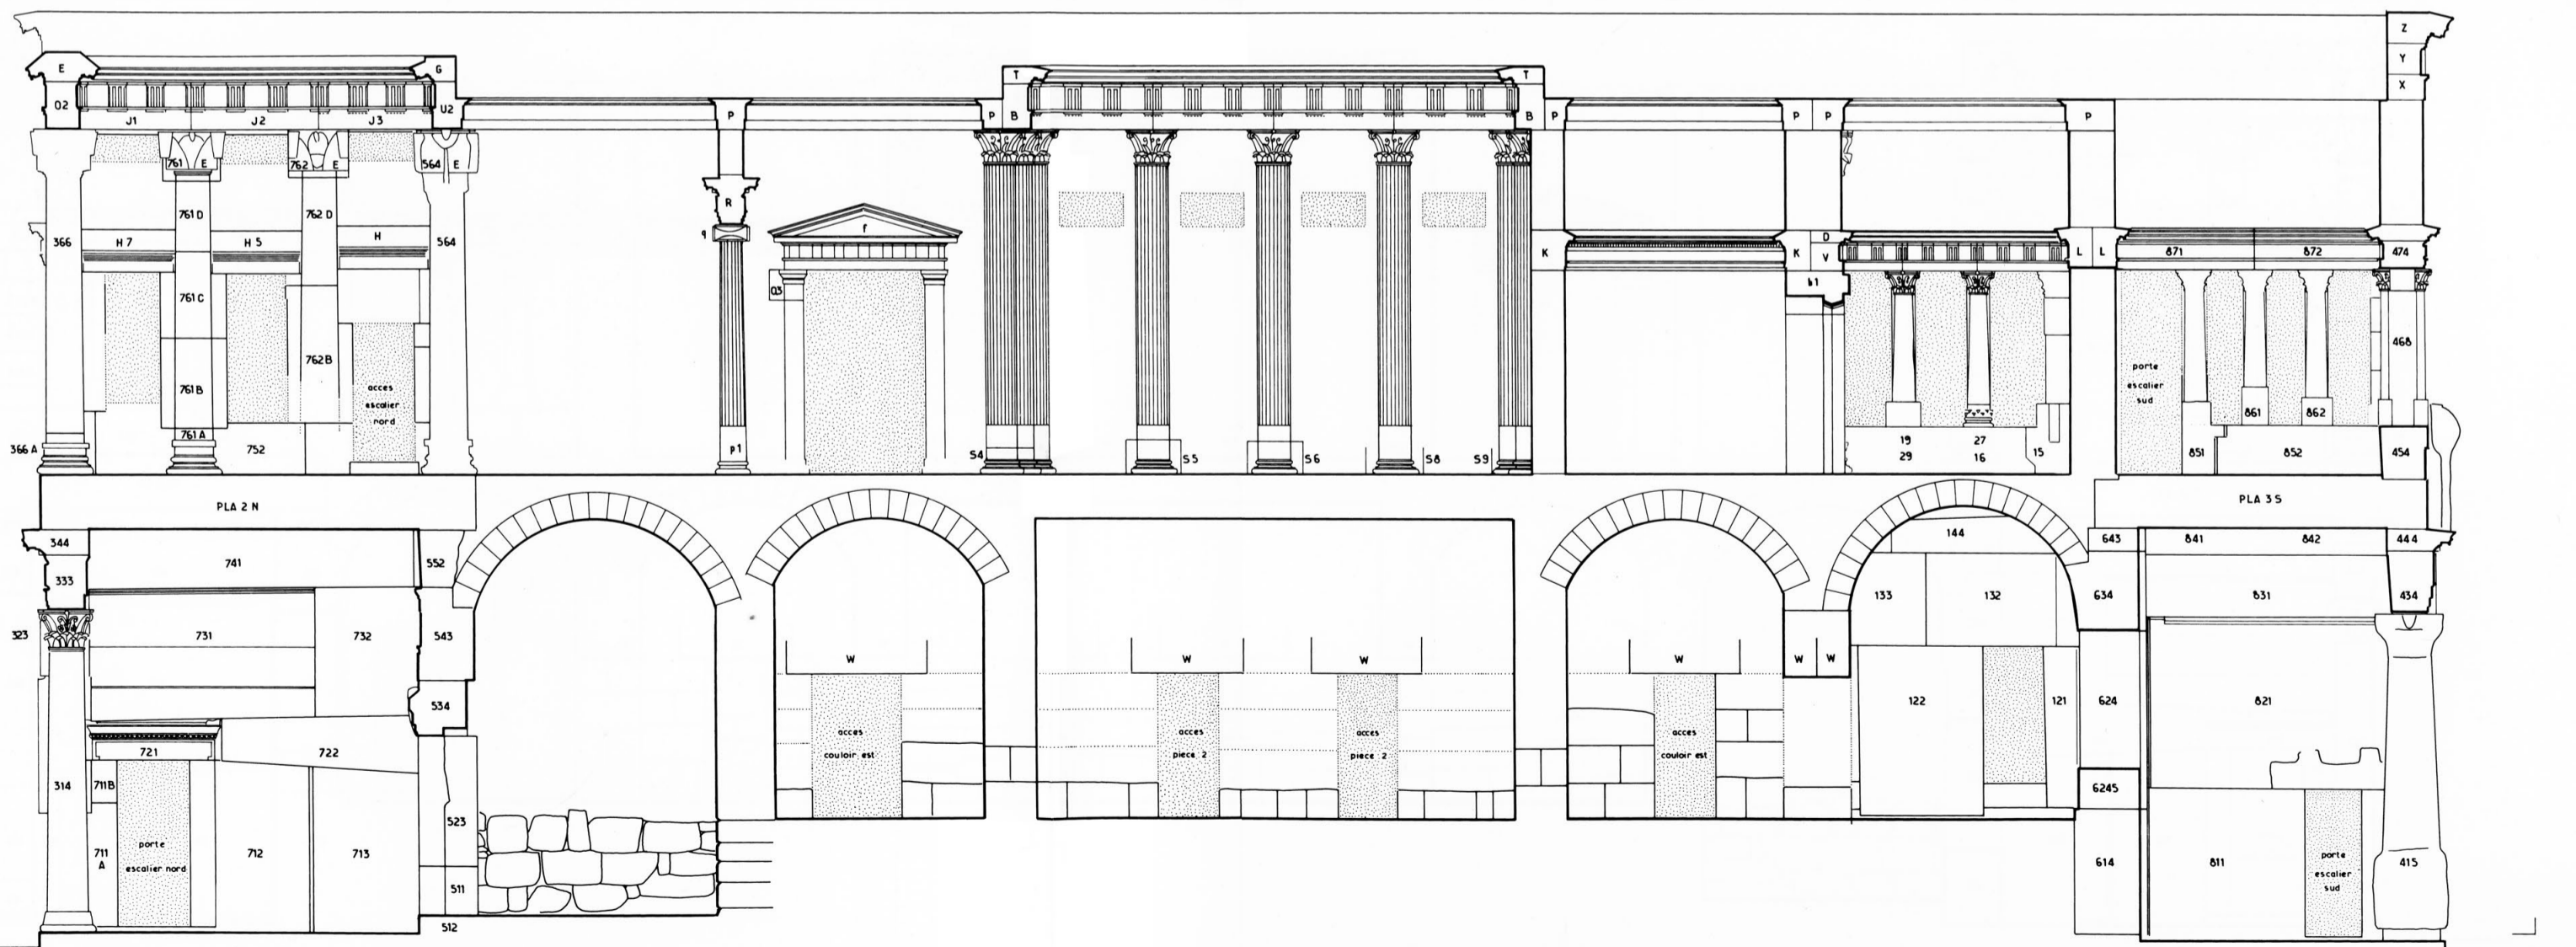 Z
E
G
T
T
Y
X
O2
U2
J1
J2
J3
P
P
B
B
P
P
P
P
761
E
762
E
564
E
761 D
762 D
R
q
f
366
H 7
H 5
H
564
K
K
D
V
L
L
871
872
474
761 C
O3
b1
762 B
468
761 B
acces
escalier
nord
porte
escalier
sud
861
862
366 A
761 A
752
p1
S4
S5
S6
S8
S9
19
29
27
16
15
851
852
454
PLA 2 N
PLA 3 S
344
741
552
144
643
841
842
444
333
133
132
634
831
434
323
731
732
543
W
W
W
W
W
W
534
122
121
624
821
721
722
acces
couloir est
acces
piece 2
acces
piece 2
acces
couloir est
314
711B
6245
523
711
A
porte
escalier nord
712
713
511
614
811
porte
escalier
sud
415
512